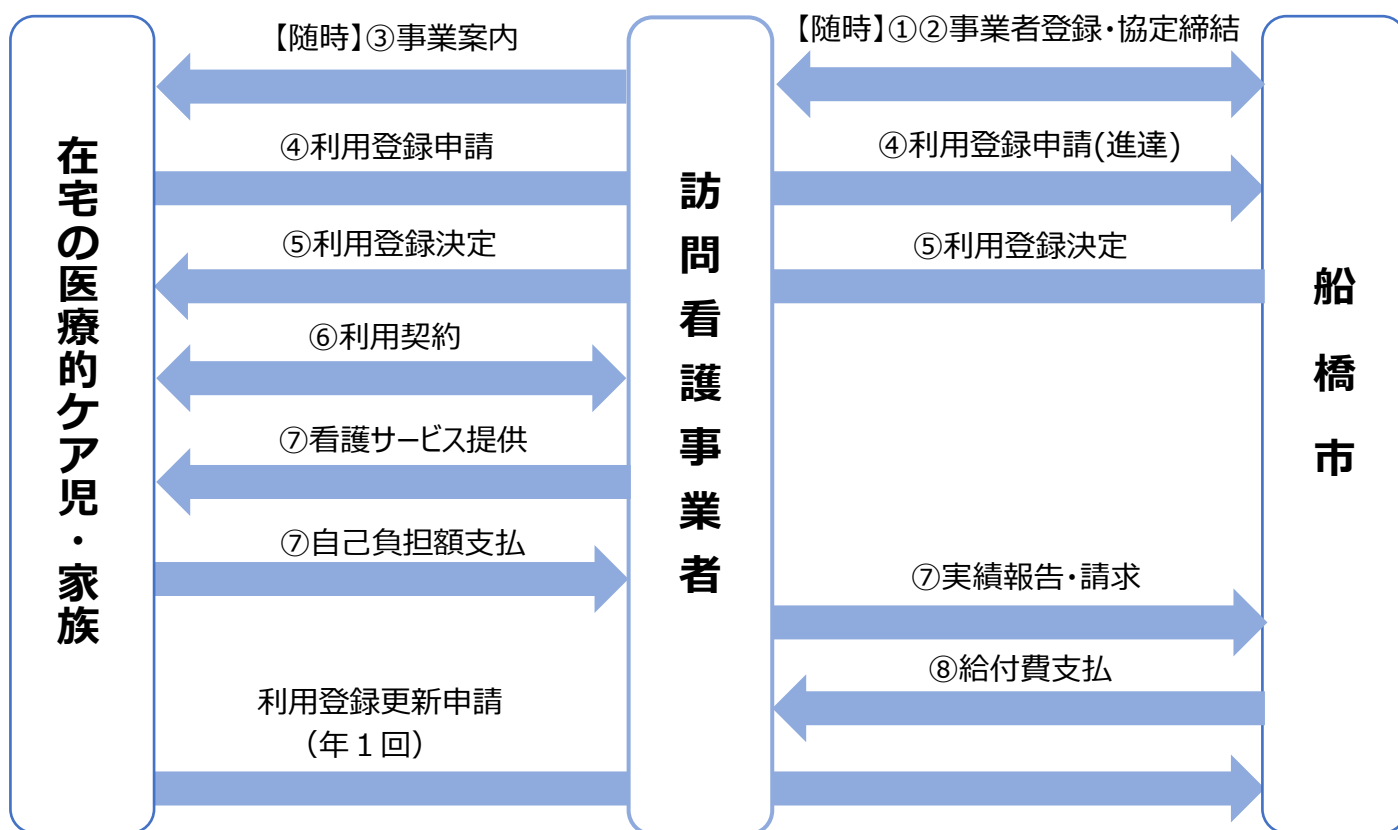 【随時】③事業案内
【随時】①②事業者登録・協定締結
④利用登録申請
④利用登録申請(進達)
⑤利用登録決定
⑤利用登録決定
⑥利用契約
⑦看護サービス提供
⑦自己負担額支払
⑦実績報告・請求
⑧給付費支払
利用登録更新申請
（年１回）
在宅の医療的ケア児・家族
訪問看護事業者
船橋市